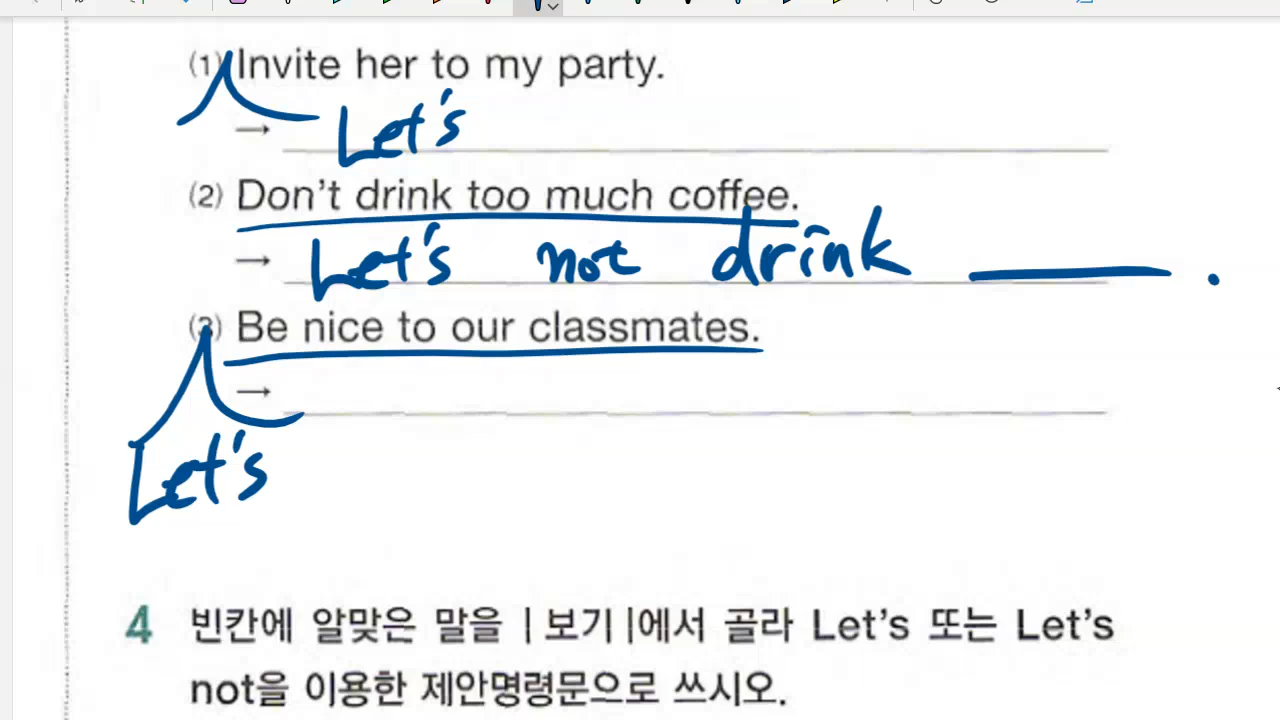 (1) Invite her to my party.
→ Let's
(2) Don't drink too much coffee.
→ Let's not drink ______ .
(3) Be nice to our classmates.
→
Let's
4 빈칸에 알맞은 말을 |보기|에서 골라 Let's 또는 Let's
not을 이용한 제안명령문으로 쓰시오.